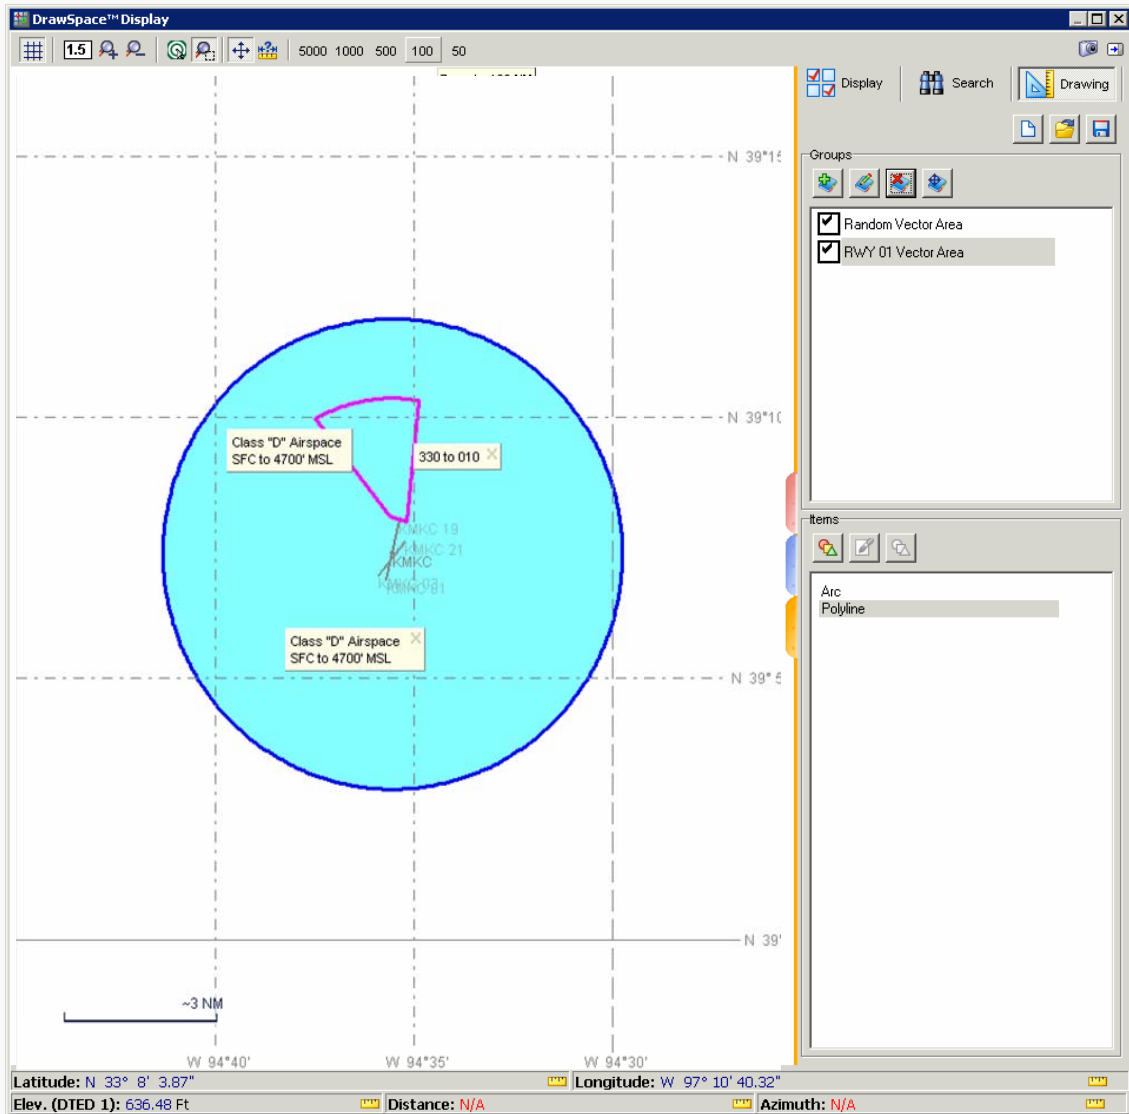 DrawSpace™ Display
1.5 5000 1000 500 100 50
Display Search Drawing
Groups
Random Vector Area
RWY 01 Vector Area
N 39°15
N 39°10
Class "D" Airspace
SFC to 4700' MSL
330 to 010
KMKC 19
KMKC 21
KMKC
Class "D" Airspace
SFC to 4700' MSL
N 39° 5
N 39°
Items
Arc
Polyline
~3 NM
W 94°40' W 94°35' W 94°30'
Latitude: N 33° 8' 3.87" Longitude: W 97° 10' 40.32"
Elev. (DTED 1): 636.48 Ft Distance: N/A Azimuth: N/A